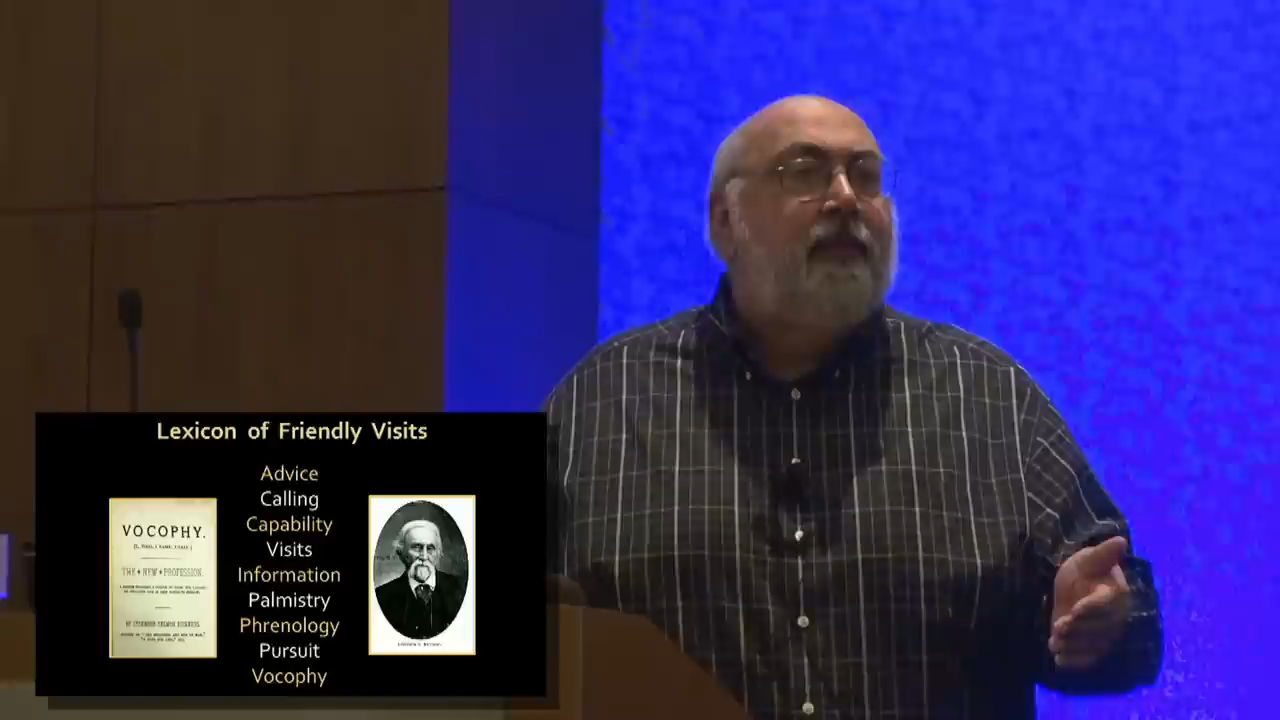 Lexicon of Friendly Visits
Advice
Calling
Capability
Visits
Information
Palmistry
Phrenology
Pursuit
Vocophy
VOCOPHY.
THE NEW PROFESSION.